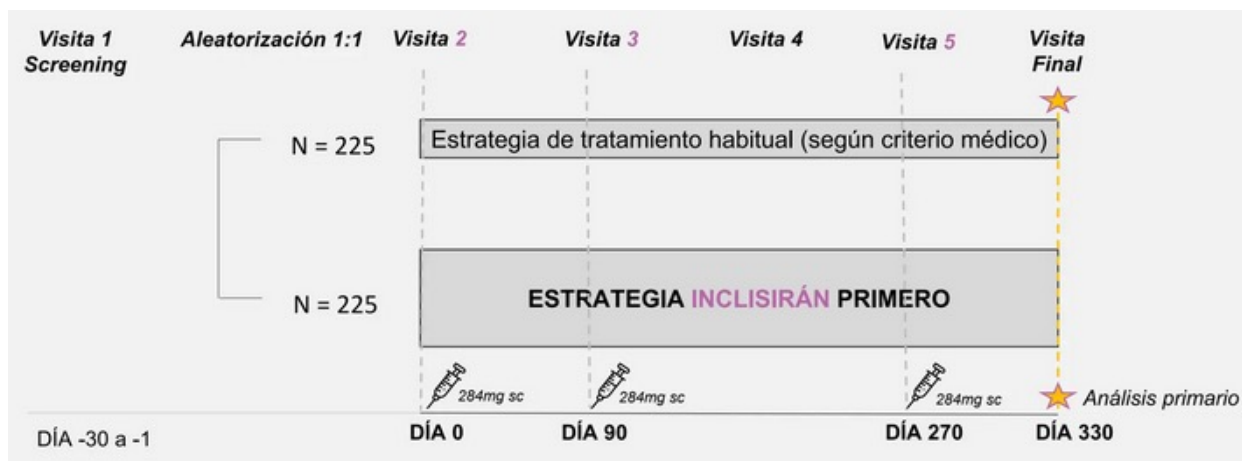 Visita 1
Screening
Aleatorización 1:1
Visita 2
Visita 3
Visita 4
Visita 5
Visita
Final
N = 225
Estrategia de tratamiento habitual (según criterio médico)
N = 225
ESTRATEGIA INCLISIRÁN PRIMERO
284mg sc
284mg sc
284mg sc
Análisis primario
DÍA -30 a -1
DÍA 0
DÍA 90
DÍA 270
DÍA 330